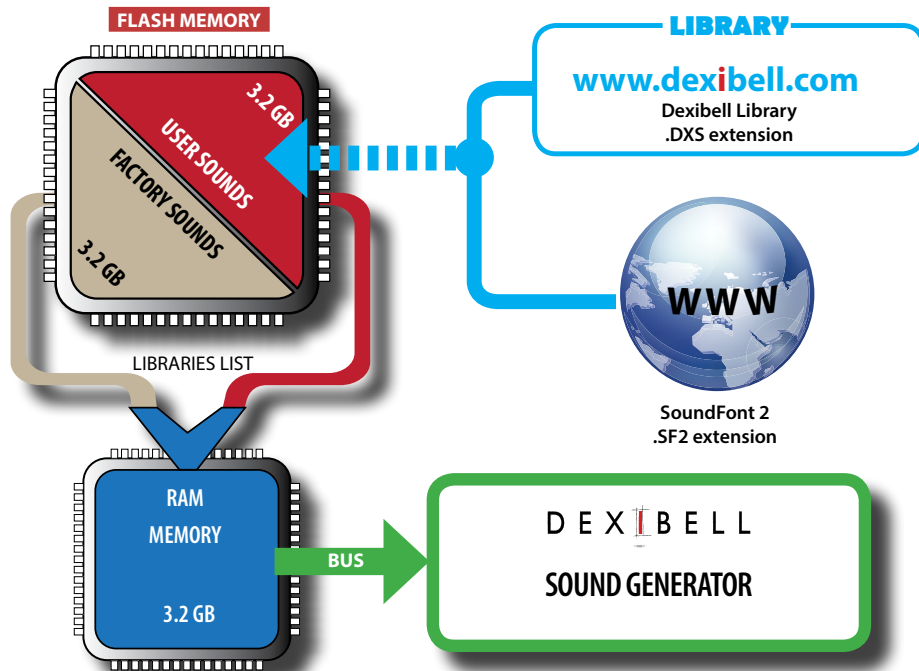 FLASH MEMORY
3.2 GB
USER SOUNDS
FACTORY SOUNDS
3.2 GB
LIBRARY
www.dexibell.com
Dexibell Library
.DXS extension
WWW
SoundFont 2
.SF2 extension
LIBRARIES LIST
RAM
MEMORY
3.2 GB
BUS
DEXIBELL
SOUND GENERATOR